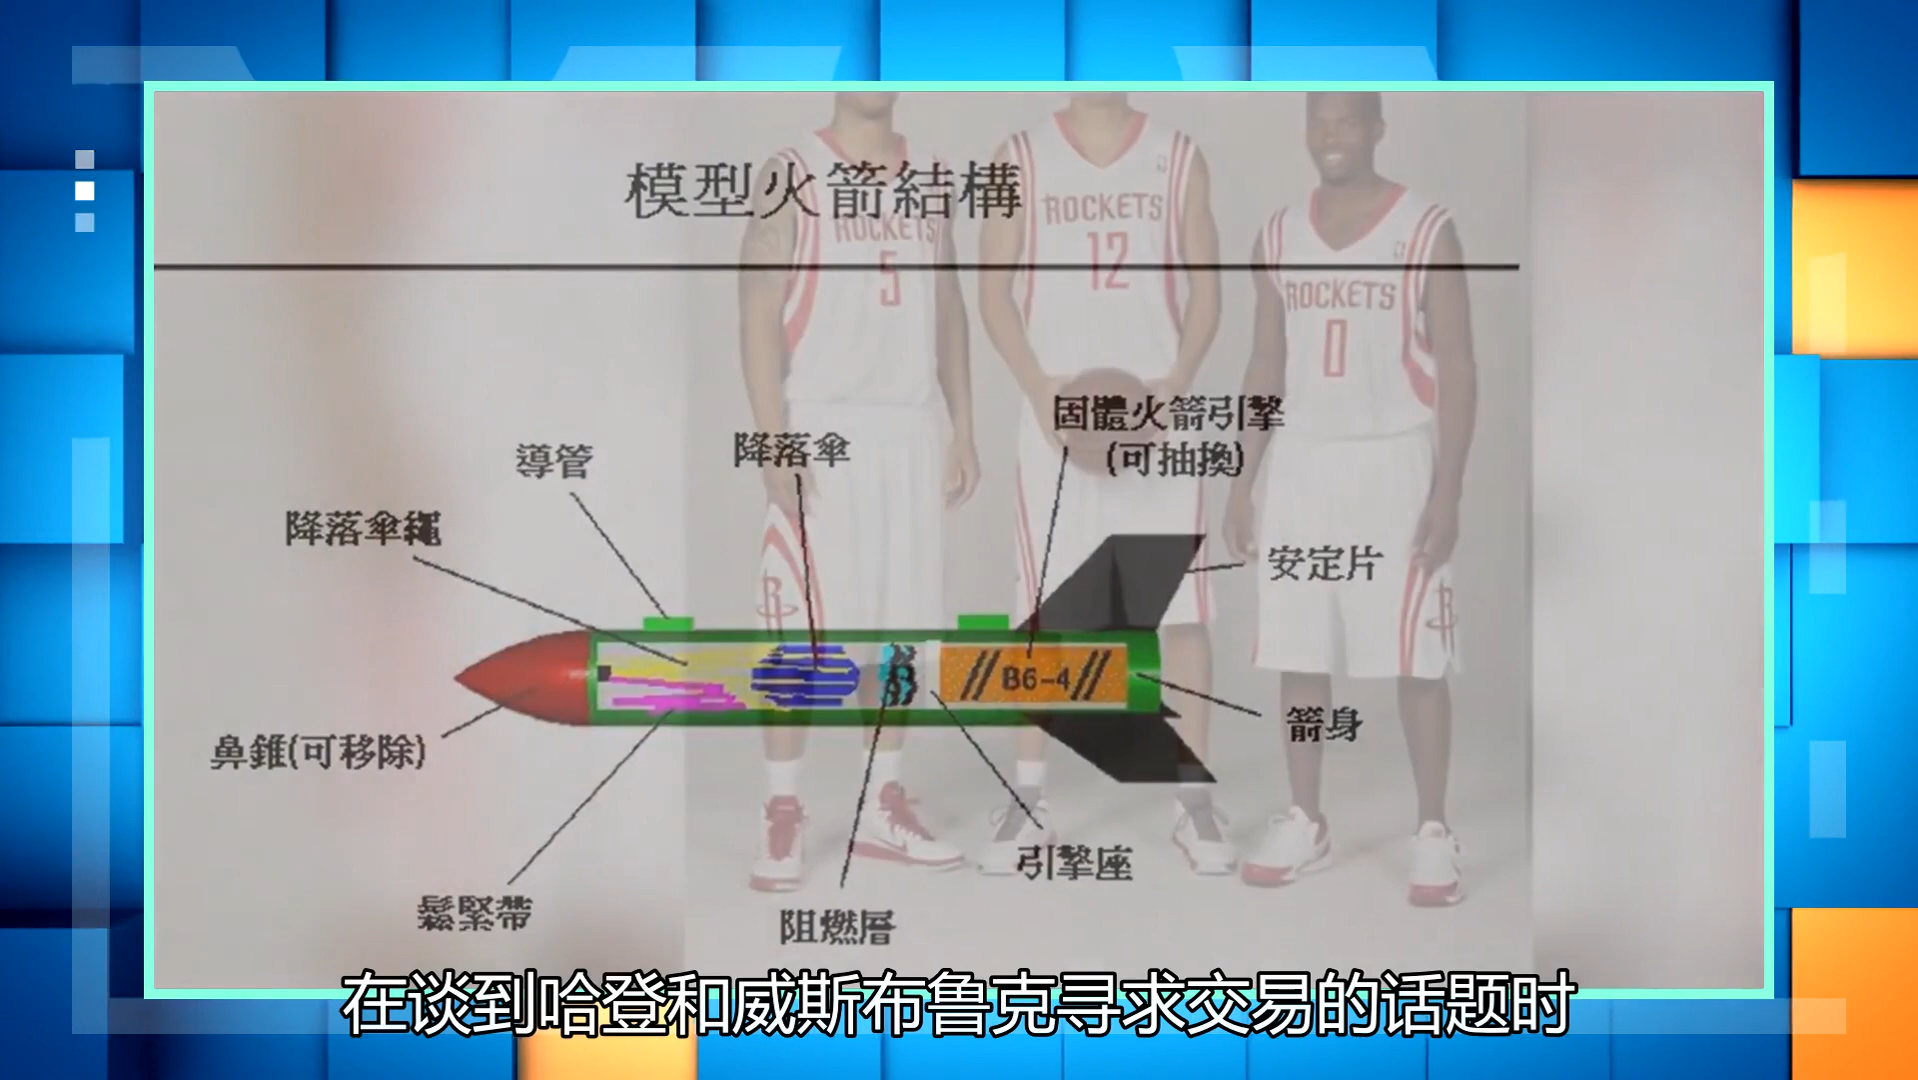 模型火箭結構
ROCKETS
5
ROCKETS
12
ROCKETS
0
固體火箭引擎
(可抽換)
導管
降落傘
降落傘繩
安定片
B6-4
箭身
鼻錐(可移除)
引擎座
鬆緊帶
阻燃層
在谈到哈登和威斯布鲁克寻求交易的话题时